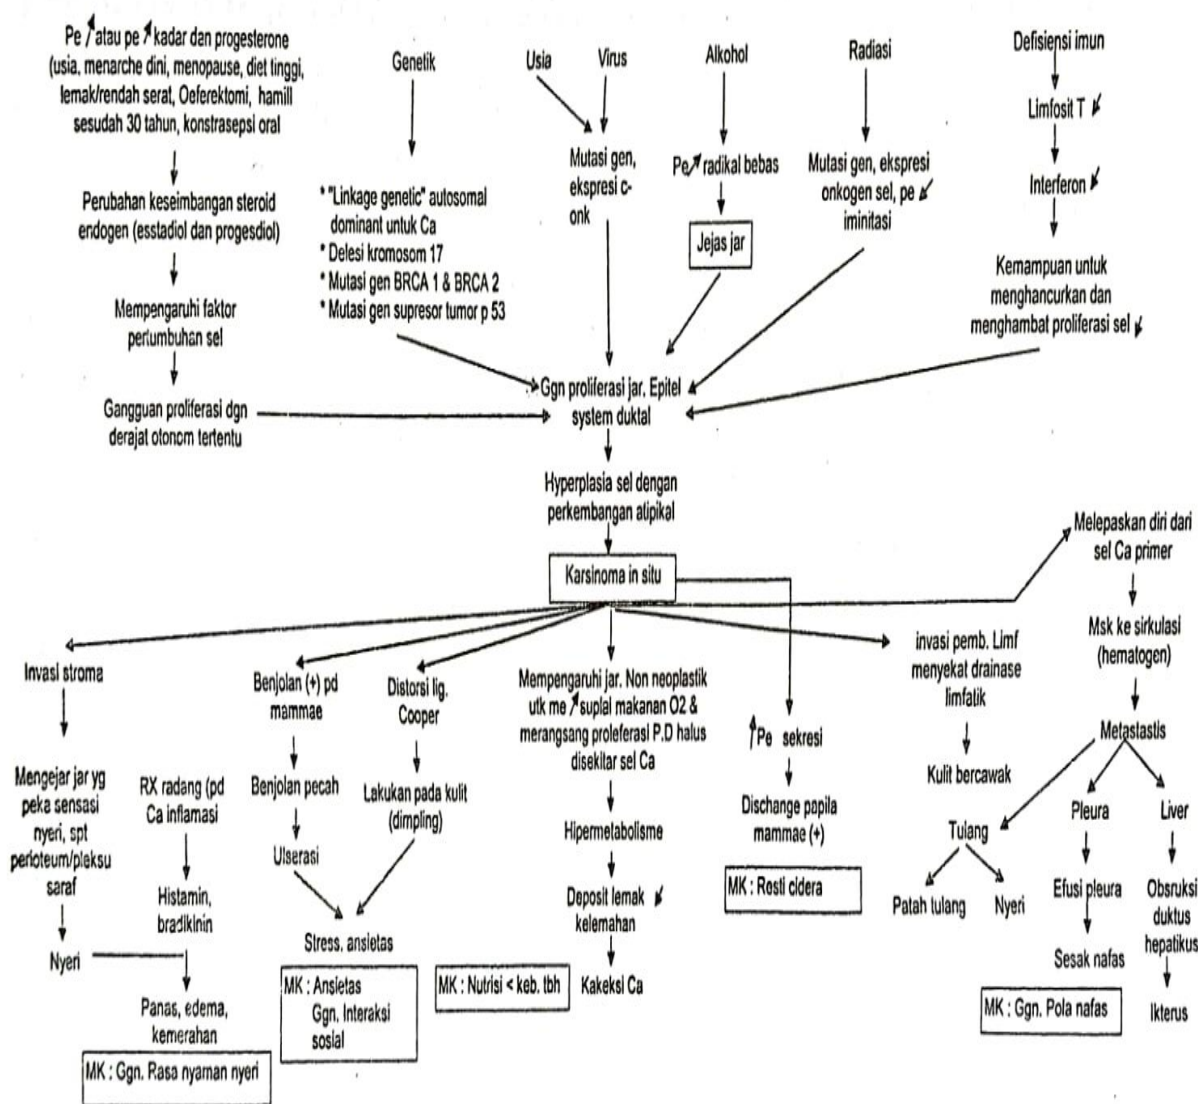 Pe↗ atau pe↗ kadar dan progesterone
(usia, menarche dini, menopause, diet tinggi,
lemak/rendah serat, Oeferektomi, hamill
sesudah 30 tahun, konstrasepsi oral
Perubahan keseimbangan steroid
endogen (esstadiol dan progesdiol)
Mempengaruhi faktor
pertumbuhan sel
Gangguan proliferasi dgn
derajat otonom tertentu
Genetik
* "Linkage genetic" autosomal
dominant untuk Ca
* Delesi kromosom 17
* Mutasi gen BRCA 1 & BRCA 2
* Mutasi gen supresor tumor p 53
Usia
Virus
Mutasi gen,
ekspresi c-
onk
Alkohol
Pe↗ radikal bebas
Jejas jar
Radiasi
Mutasi gen, ekspresi
onkogen sel, pe ↙
iminitasi
Defisiensi imun
Limfosit T ↙
Interferon ↙
Kemampuan untuk
menghancurkan dan
menghambat proliferasi sel ↙
Ggn proliferasi jar. Epitel
system duktal
Hyperplasia sel dengan
perkembangan atipikal
Karsinoma in situ
Invasi stroma
Mengejar jar yg
peka sensasi
nyeri, spt
perioteum/pleksu
saraf
Nyeri
RX radang (pd
Ca inflamasi
Histamin,
bradikinin
Panas, edema,
kemerahan
MK : Ggn. Rasa nyaman nyeri
Benjolan (+) pd
mammae
Benjolan pecah
Ulserasi
Distorsi lig.
Cooper
Lakukan pada kulit
(dimpling)
Stress, ansietas
MK : Ansietas
Ggn. Interaksi
sosial
Mempengaruhi jar. Non neoplastik
utk me↗ suplai makanan O2 &
merangsang proleferasi P.D halus
disekitar sel Ca
Hipermetabolisme
Deposit lemak ↙
kelemahan
Kakeksi Ca
MK : Nutrisi < keb. tbh
↑Pe sekresi
Dischange papila
mammae (+)
MK : Resti cidera
invasi pemb. Limf
menyekat drainase
limfalik
Kulit bercawak
Melepaskan diri dari
sel Ca primer
Msk ke sirkulasi
(hematogen)
Metastastis
Tulang
Patah tulang
Nyeri
Pleura
Efusi pleura
Sesak nafas
MK : Ggn. Pola nafas
Liver
Obsruksi
duktus
hepatikus
Ikterus